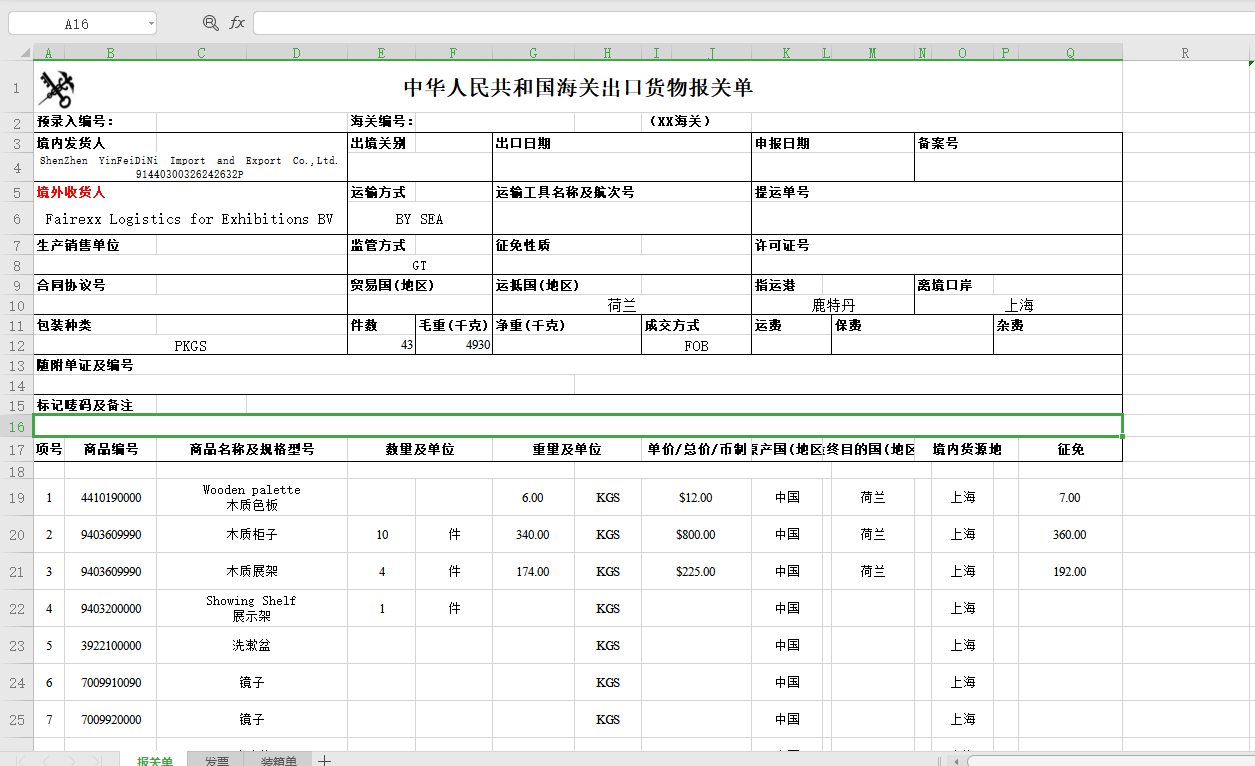 A16
fx
A B C D E F G H I J K L M N O P Q R
1 中华人民共和国海关出口货物报关单
2 预录入编号: 海关编号: (XX海关)
3 境内发货人 出境关别 出口日期 申报日期 备案号
4 ShenZhen YinFeiDiNi Import and Export Co.,Ltd.
91440300326242632P
5 境外收货人 运输方式 运输工具名称及航次号 提运单号
6 Fairexx Logistics for Exhibitions BV BY SEA
7 生产销售单位 监管方式 征免性质 许可证号
8 GT
9 合同协议号 贸易国(地区) 运抵国(地区) 指运港 离境口岸
10 荷兰 鹿特丹 上海
11 包装种类 件数 毛重(千克) 净重(千克) 成交方式 运费 保费 杂费
12 PKGS 43 4930 FOB
13 随附单证及编号
14
15 标记唛码及备注
16
17 项号 商品编号 商品名称及规格型号 数量及单位 重量及单位 单价/总价/币制 产国(地区 终目的国(地区 境内货源地 征免
18
19 1 4410190000 Wooden palette 6.00 KGS $12.00 中国 荷兰 上海 7.00
木质色板
20 2 9403609990 木质柜子 10 件 340.00 KGS $800.00 中国 荷兰 上海 360.00
21 3 9403609990 木质展架 4 件 174.00 KGS $225.00 中国 荷兰 上海 192.00
22 4 9403200000 Showing Shelf 1 件 KGS 中国 上海
展示架
23 5 3922100000 洗漱盆 KGS 中国 上海
24 6 7009910090 镜子 KGS 中国 上海
25 7 7009920000 镜子 KGS 中国 上海
报关单 发票 装箱单